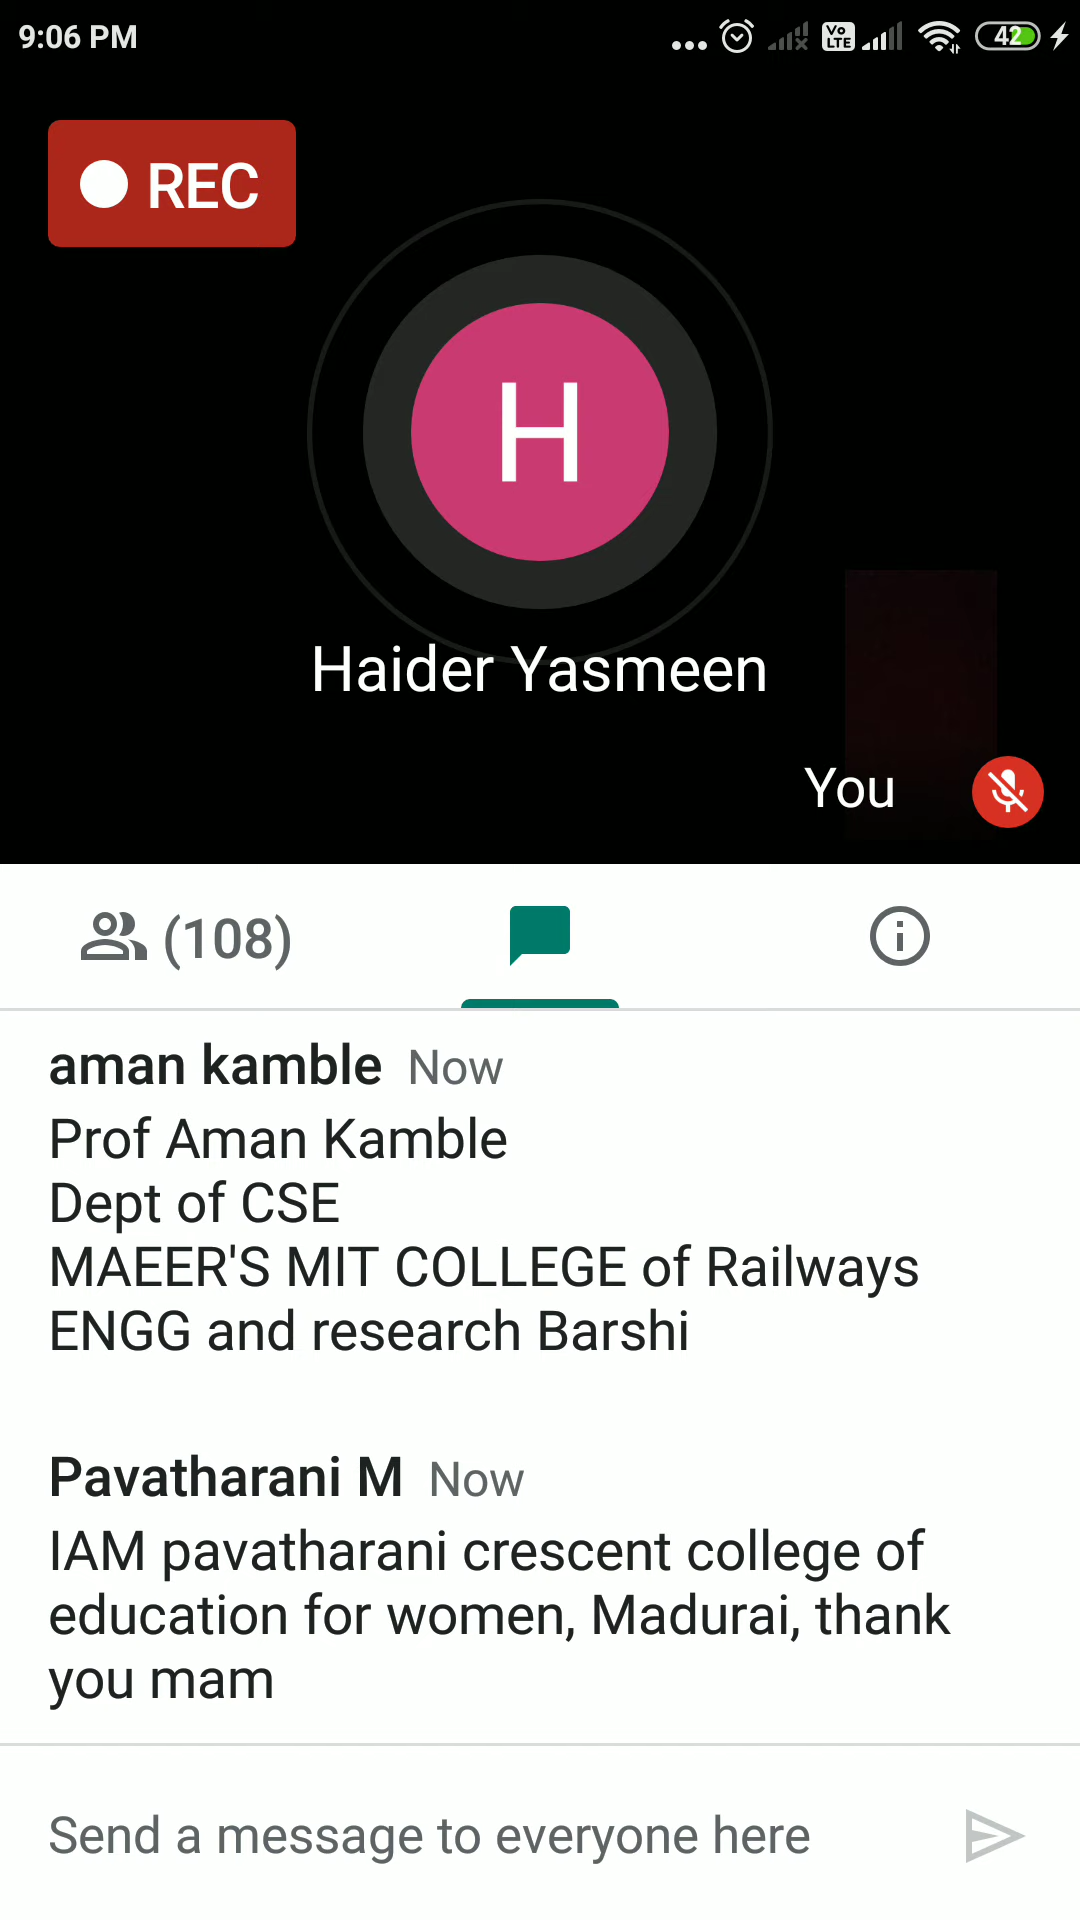 9:06 PM
Vo
LTE
42
REC
H
Haider Yasmeen
You
(108)
aman kamble Now
Prof Aman Kamble
Dept of CSE
MAEER'S MIT COLLEGE of Railways
ENGG and research Barshi
Pavatharani M Now
IAM pavatharani crescent college of
education for women, Madurai, thank
you mam
Send a message to everyone here